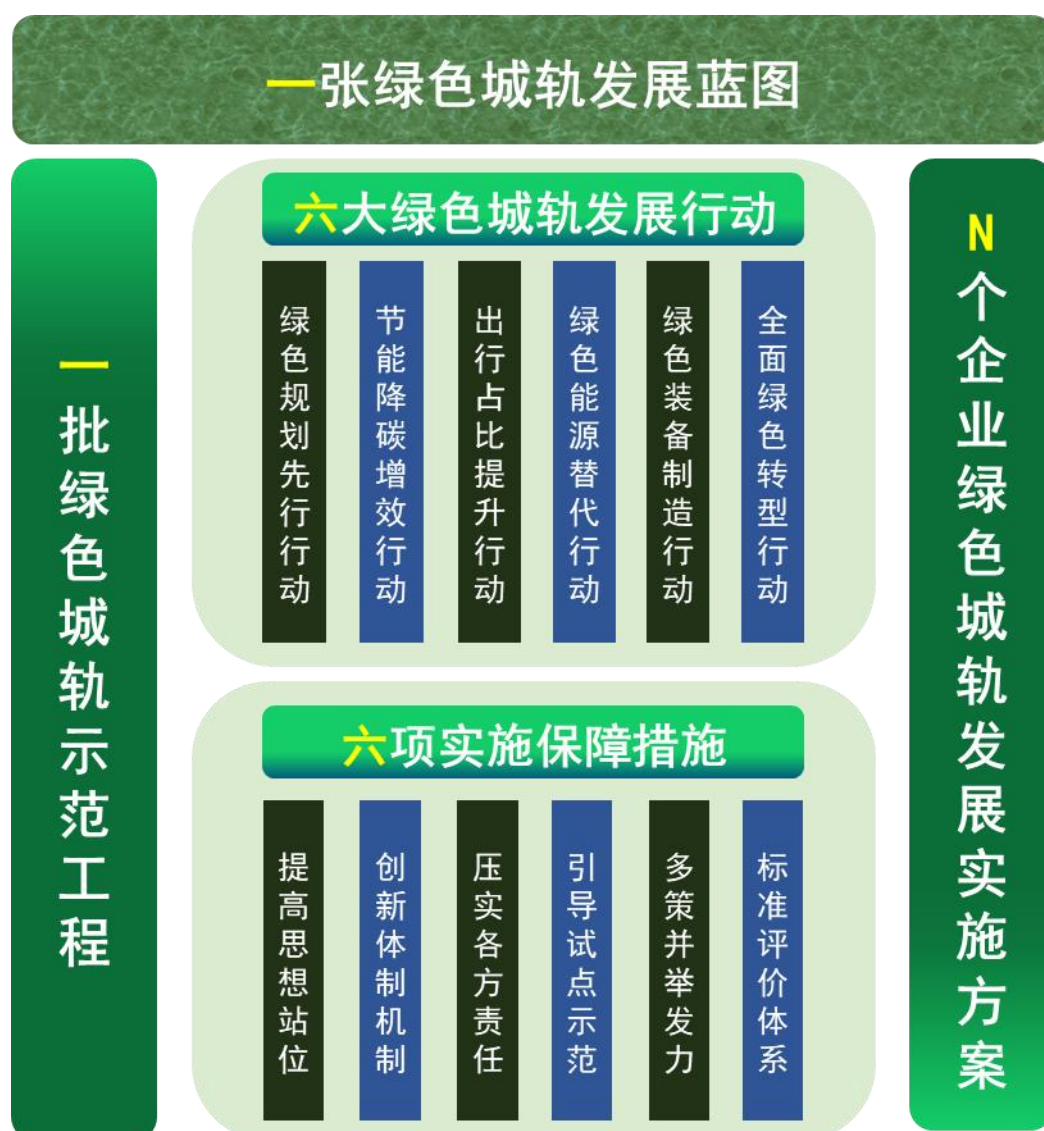 一张绿色城轨发展蓝图
一批绿色城轨示范工程
六大绿色城轨发展行动
绿色规划先行行动
节能降碳增效行动
出行占比提升行动
绿色能源替代行动
绿色装备制造行动
全面绿色转型行动
六项实施保障措施
提高思想站位
创新体制机制
压实各方责任
引导试点示范
多策并举发力
标准评价体系
N个企业绿色城轨发展实施方案